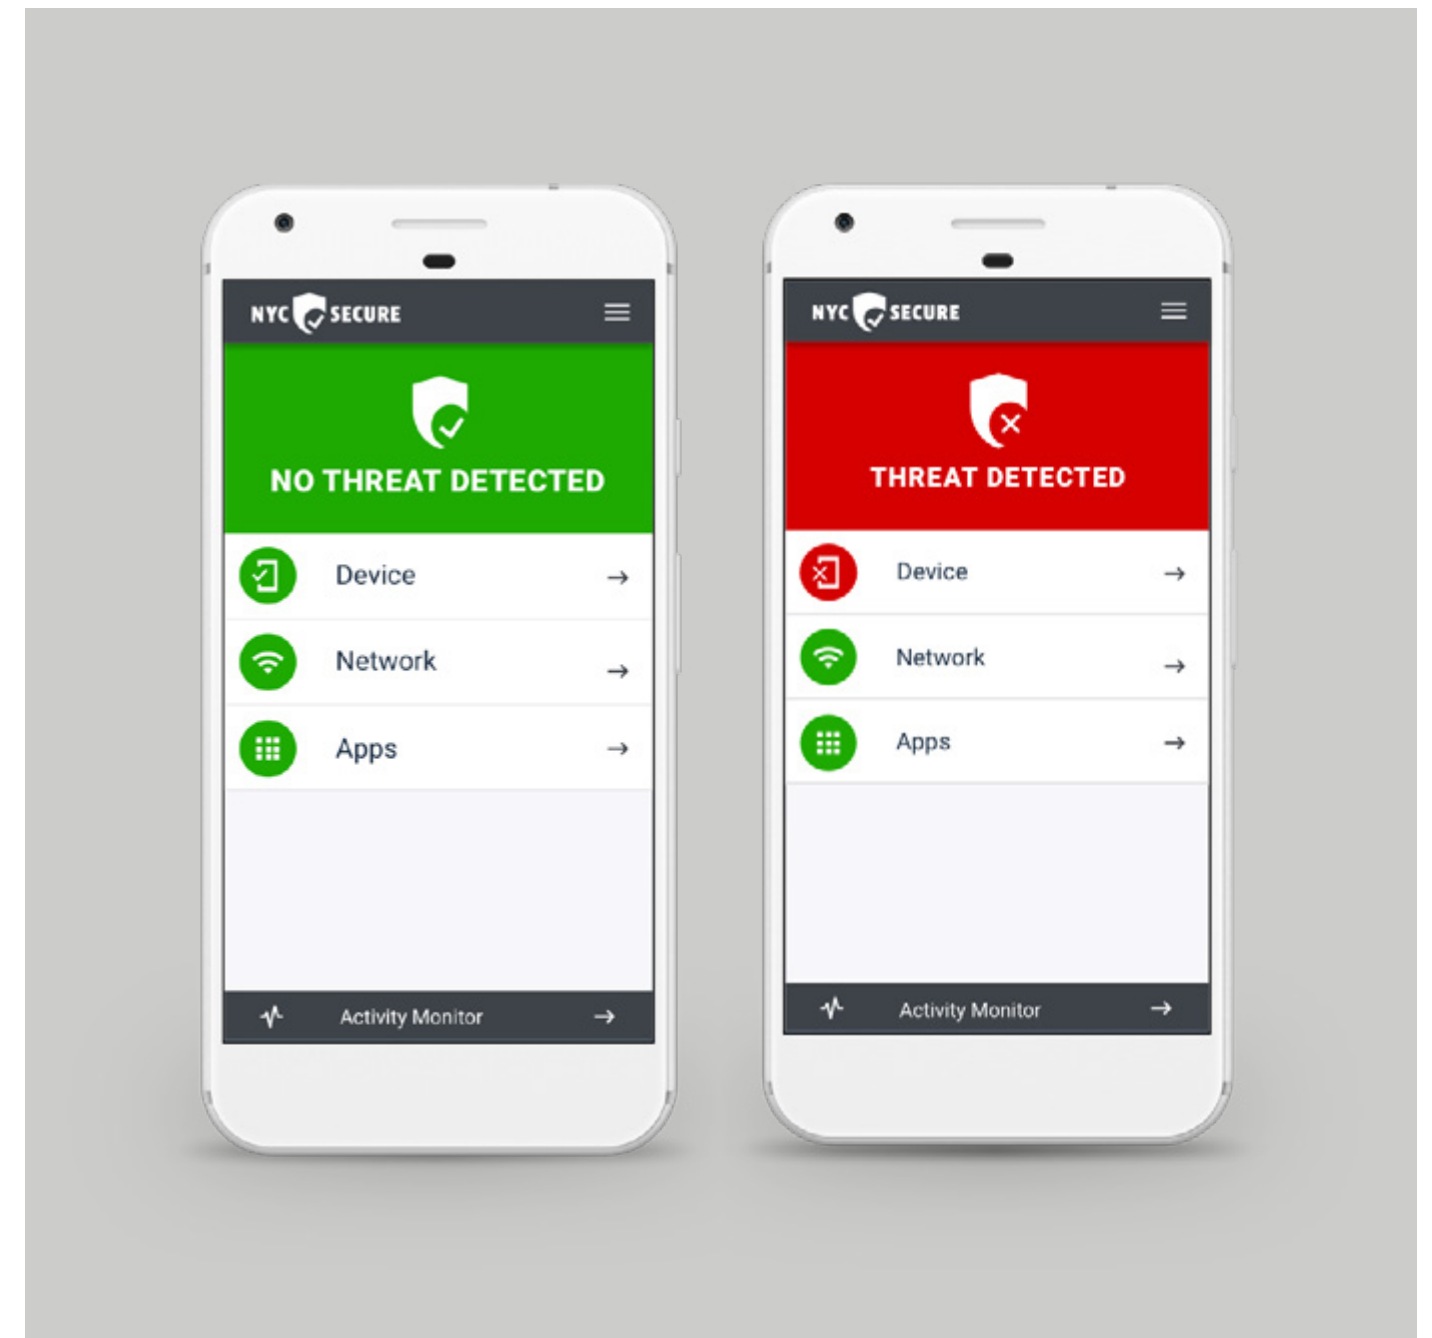 NYC SECURE
NO THREAT DETECTED
Device
Network
Apps
Activity Monitor
NYC SECURE
THREAT DETECTED
Device
Network
Apps
Activity Monitor